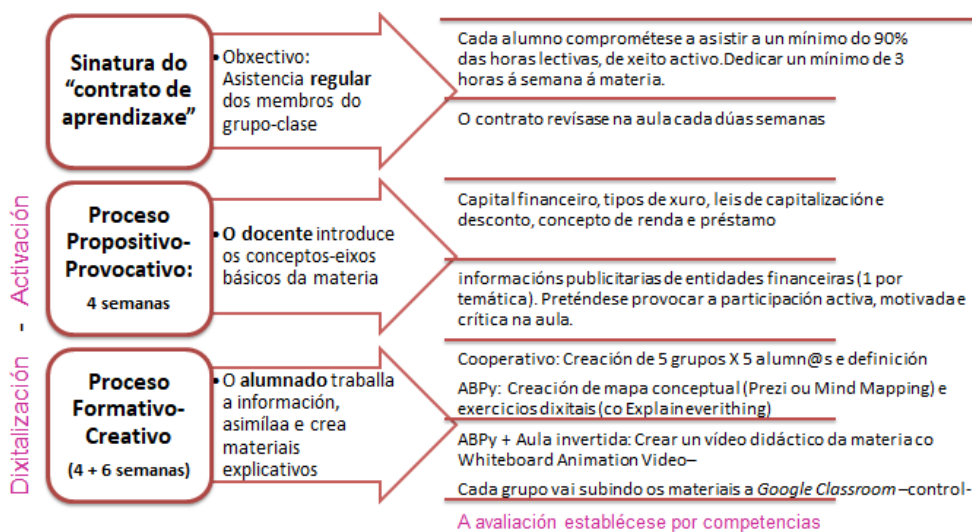 Sinatura do
"contrato de
aprendizaxe"
• Obxectivo:
Asistencia regular
dos membros do
grupo-clase
Cada alumno comprométese a asistir a un mínimo do 90%
das horas lectivas, de xeito activo.Dedicar un mínimo de 3
horas á semana á materia.
O contrato revísase na aula cada dúas semanas
Dixitalización - Activación
Proceso
Propositivo-
Provocativo:
4 semanas
• O docente introduce
os conceptos-eixos
básicos da materia
Capital financeiro, tipos de xuro, leis de capitalización e
desconto, concepto de renda e préstamo
informacións publicitarias de entidades financeiras (1 por
temática). Preténdese provocar a participación activa, motivada e
crítica na aula.
Proceso
Formativo-
Creativo
(4 + 6 semanas)
• O alumnado traballa
a información,
asimílaa e crea
materiais
explicativos
Cooperativo: Creación de 5 grupos X 5 alumn@s e definición
ABPy: Creación de mapa conceptual (Prezi ou Mind Mapping) e
exercicios dixitais (co Explain everithing)
ABPy + Aula invertida: Crear un vídeo didáctico da materia co
Whiteboard Animation Video–
Cada grupo vai subindo os materiais a Google Classroom –control-
A avaliación establécese por competencias